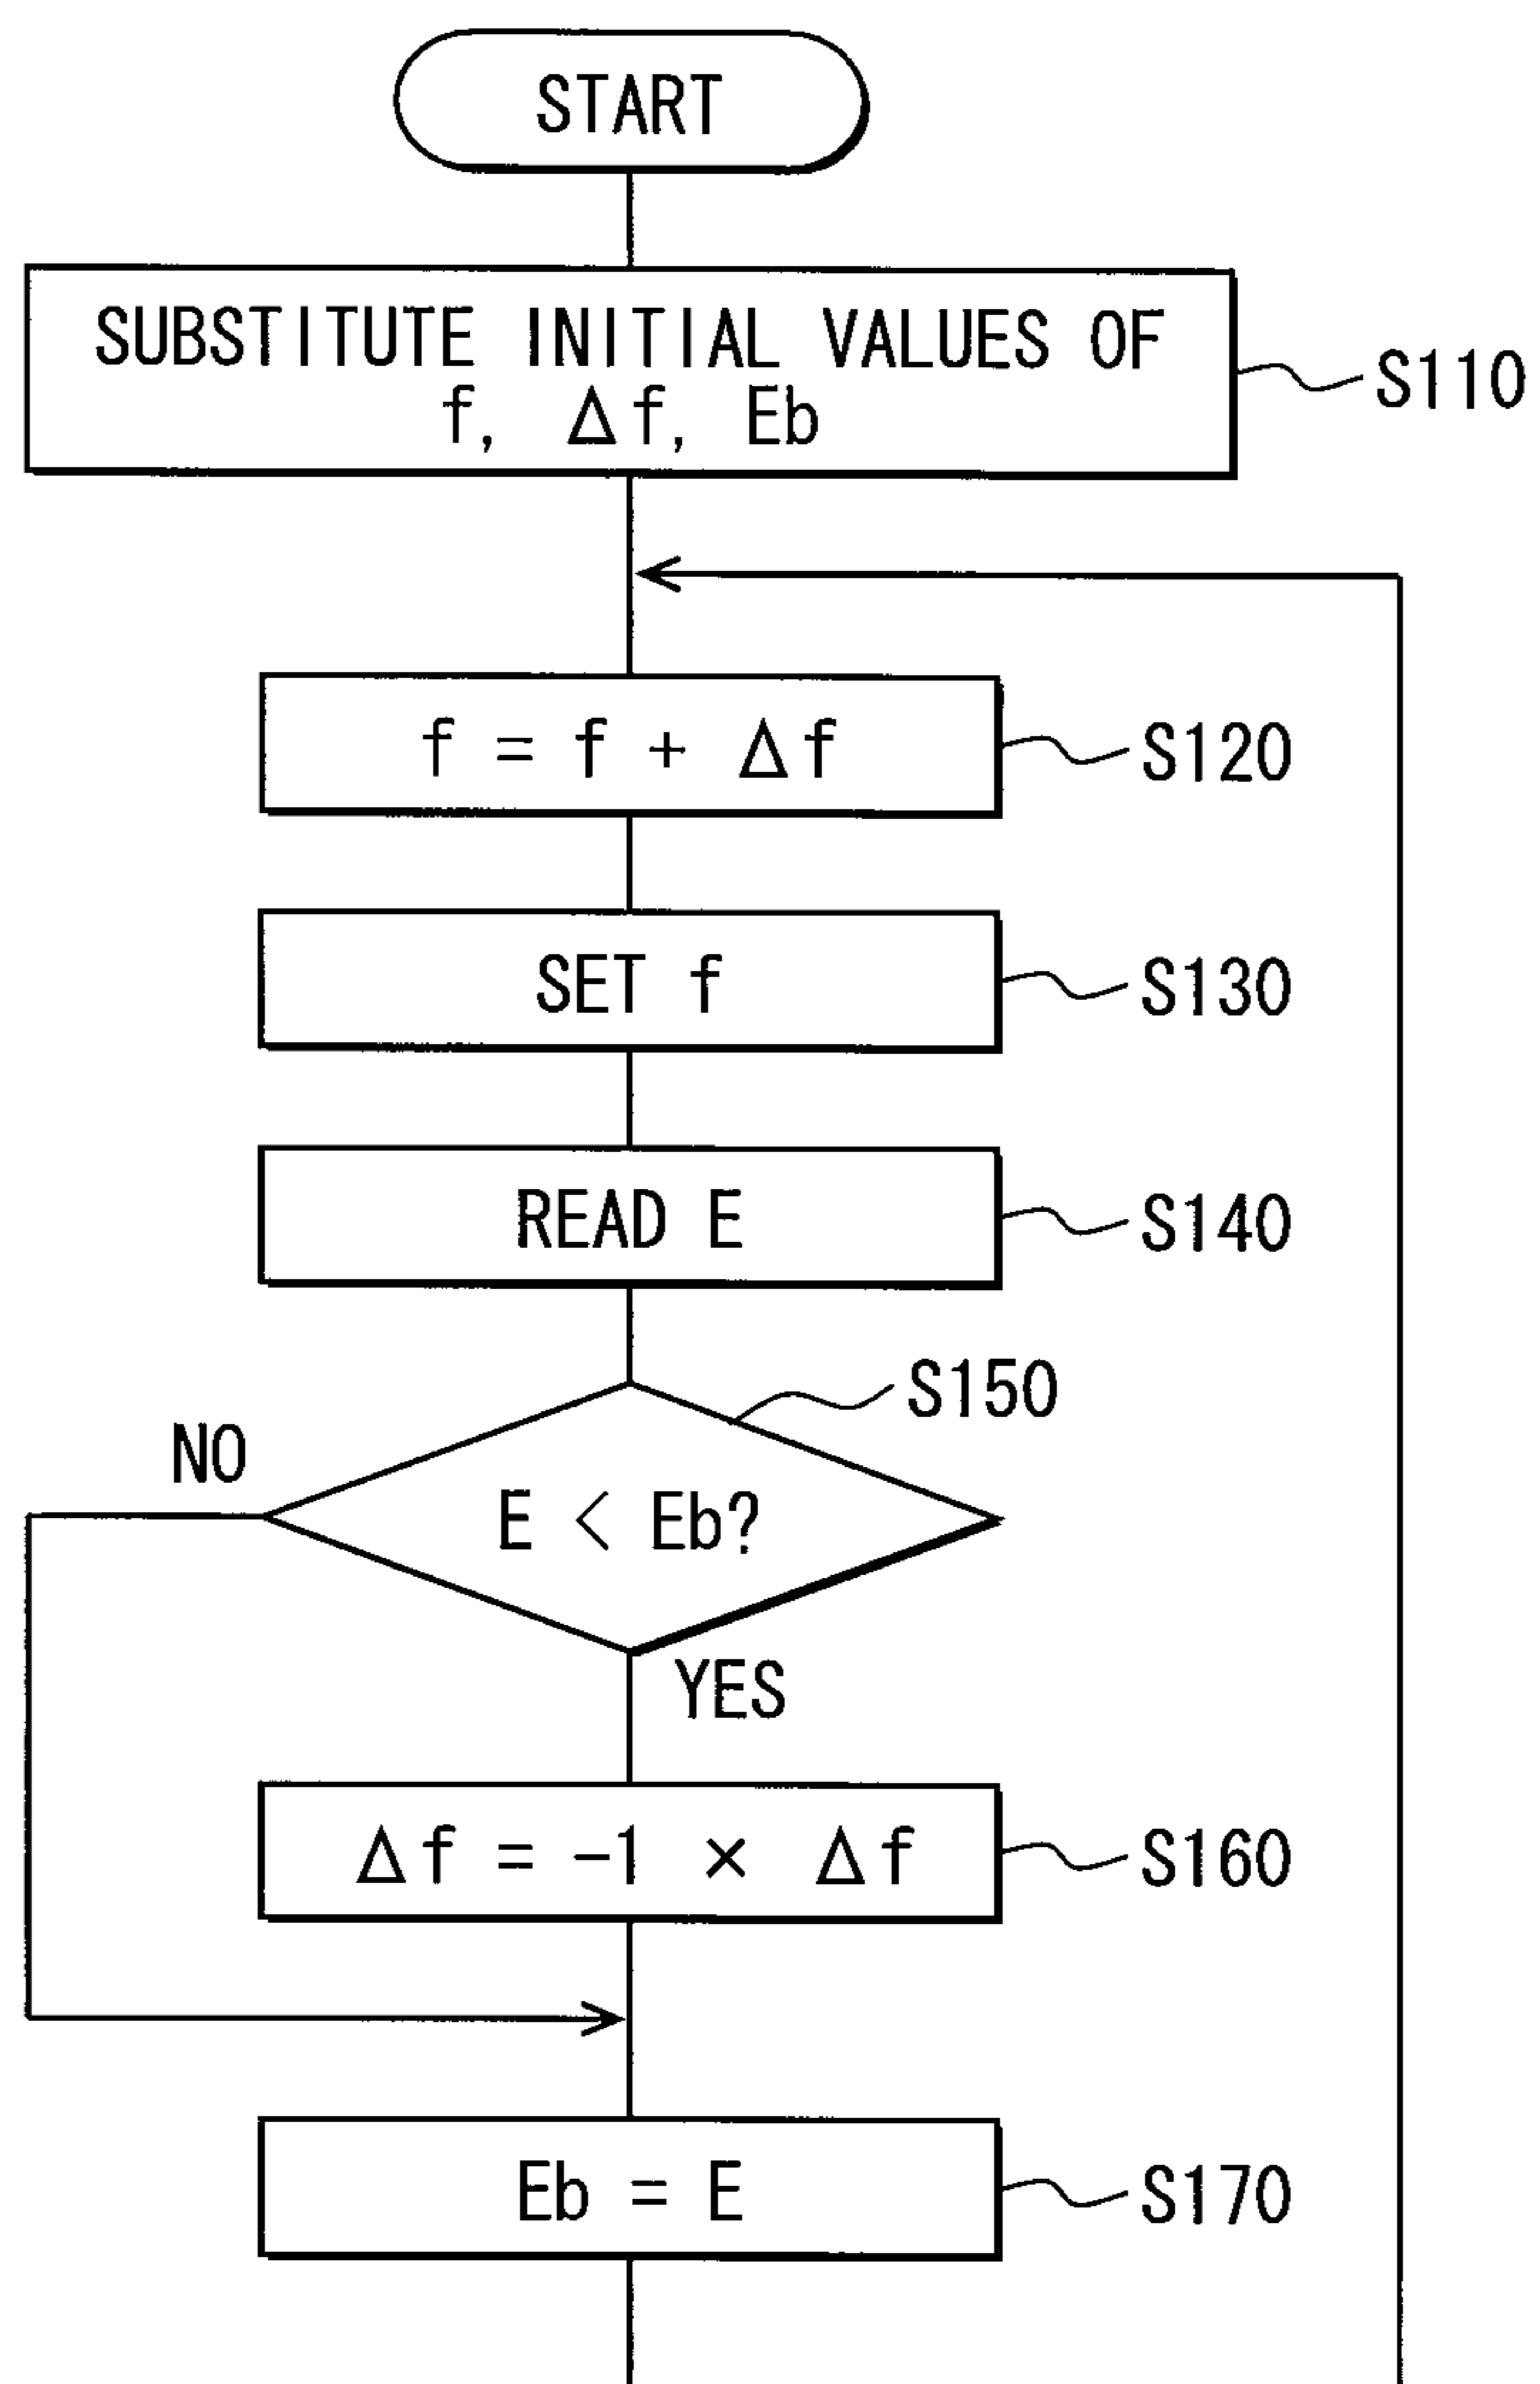 START
SUBSTITUTE INITIAL VALUES OF
f, Δf, Eb
S110
f = f + Δf
S120
SET f
S130
READ E
S140
S150
NO
E < Eb?
YES
Δf = -1 × Δf
S160
Eb = E
S170